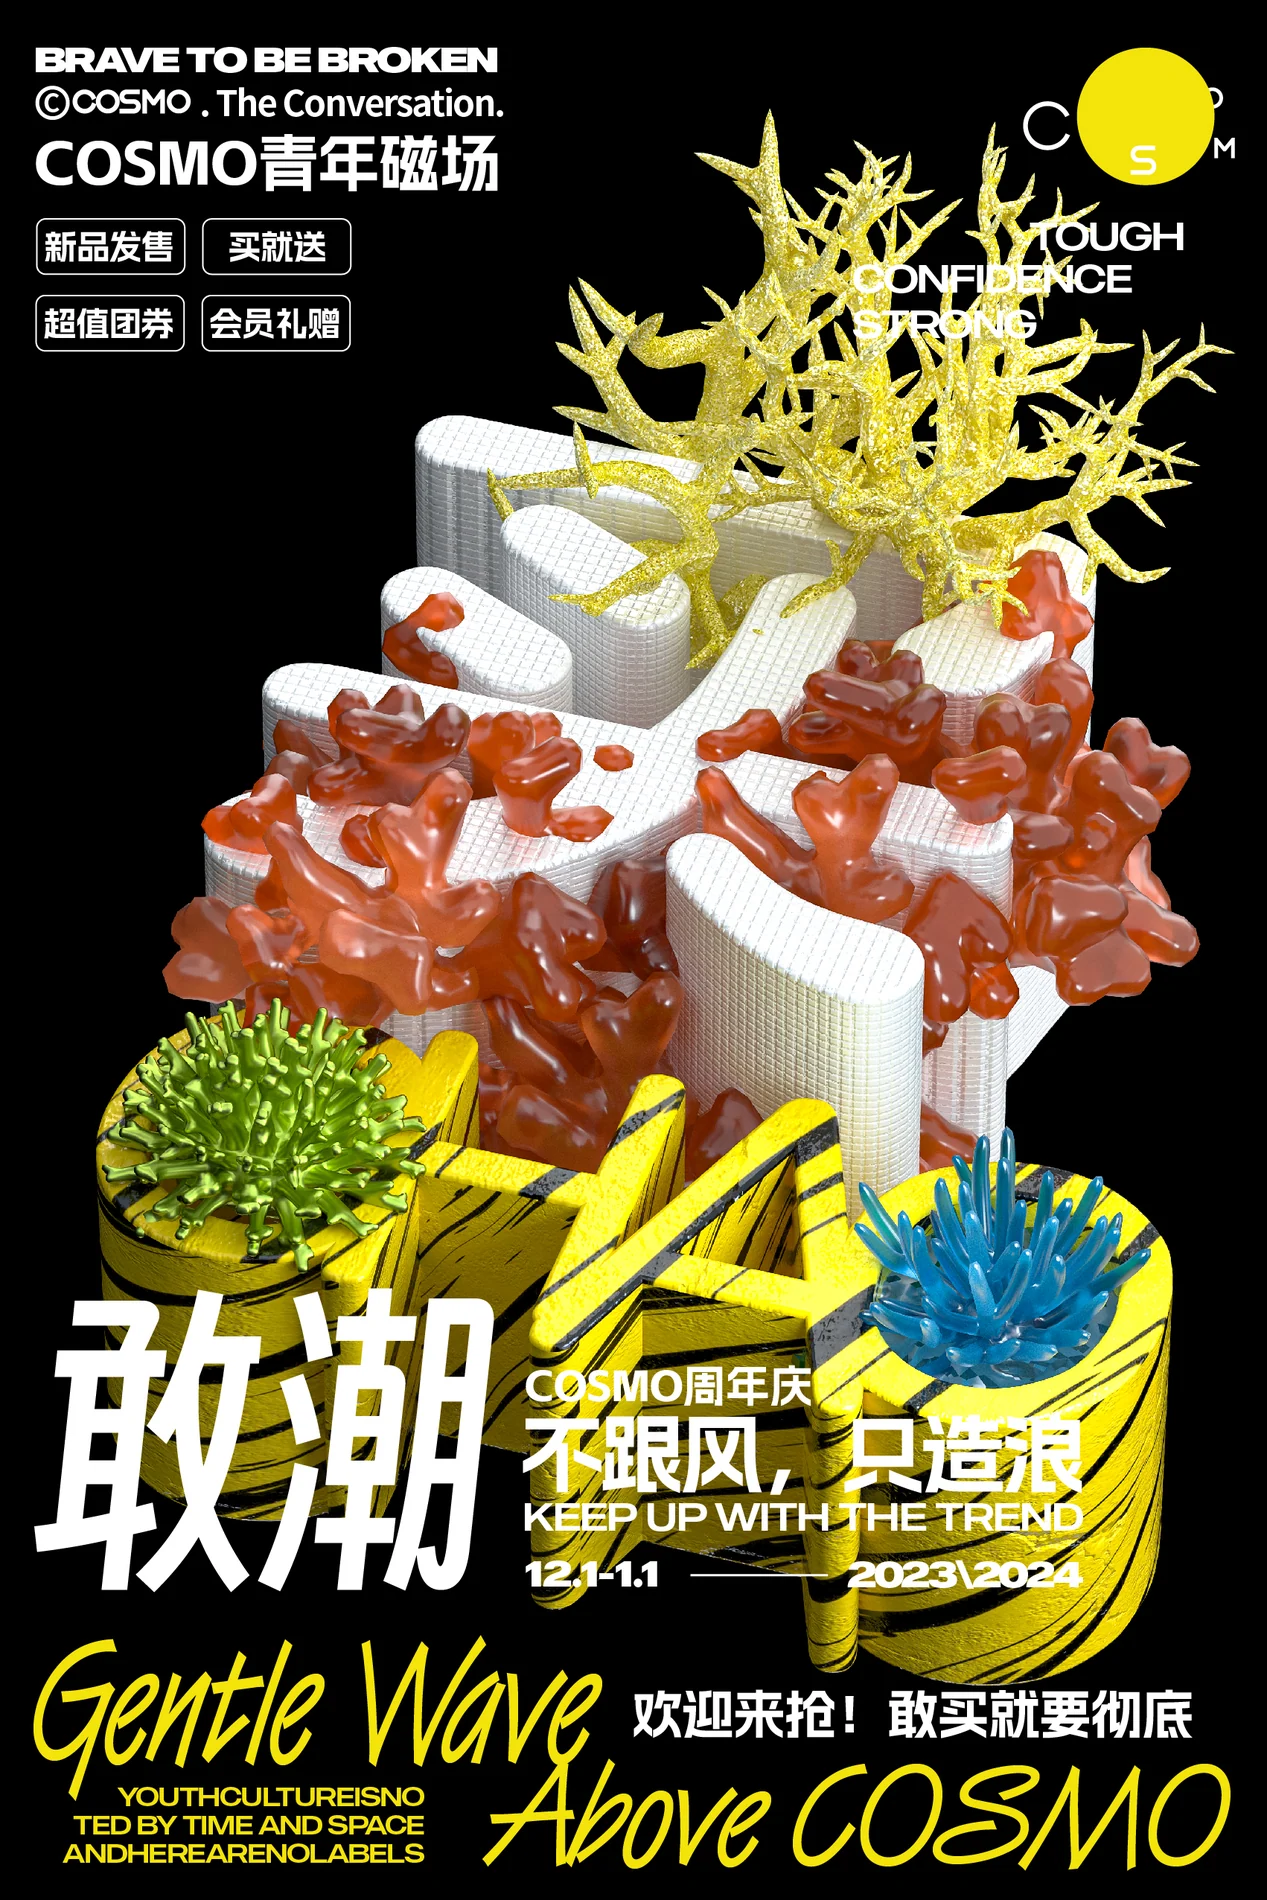 BRAVE TO BE BROKEN
©COSMO . The Conversation.
COSMO青年磁场
新品发售 买就送
超值团券 会员礼赠
C S O M
TOUGH
CONFIDENCE
STRONG
敢潮
COSMO周年庆
不跟风，只造浪
KEEP UP WITH THE TREND
12.1-1.1 2023\2024
Gentle Wave
欢迎来抢！敢买就要彻底
Above COSMO
YOUTHCULTUREISNO
TED BY TIME AND SPACE
ANDHEREARENOLABELS